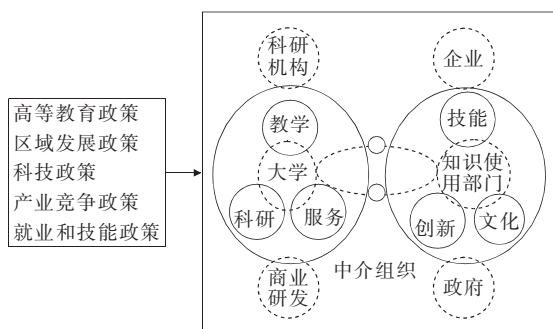 高等教育政策
区域发展政策
科技政策
产业竞争政策
就业和技能政策
科研
机构
教学
大学
科研
服务
商业
研发
中介组织
企业
技能
知识使
用部门
创新
文化
政府